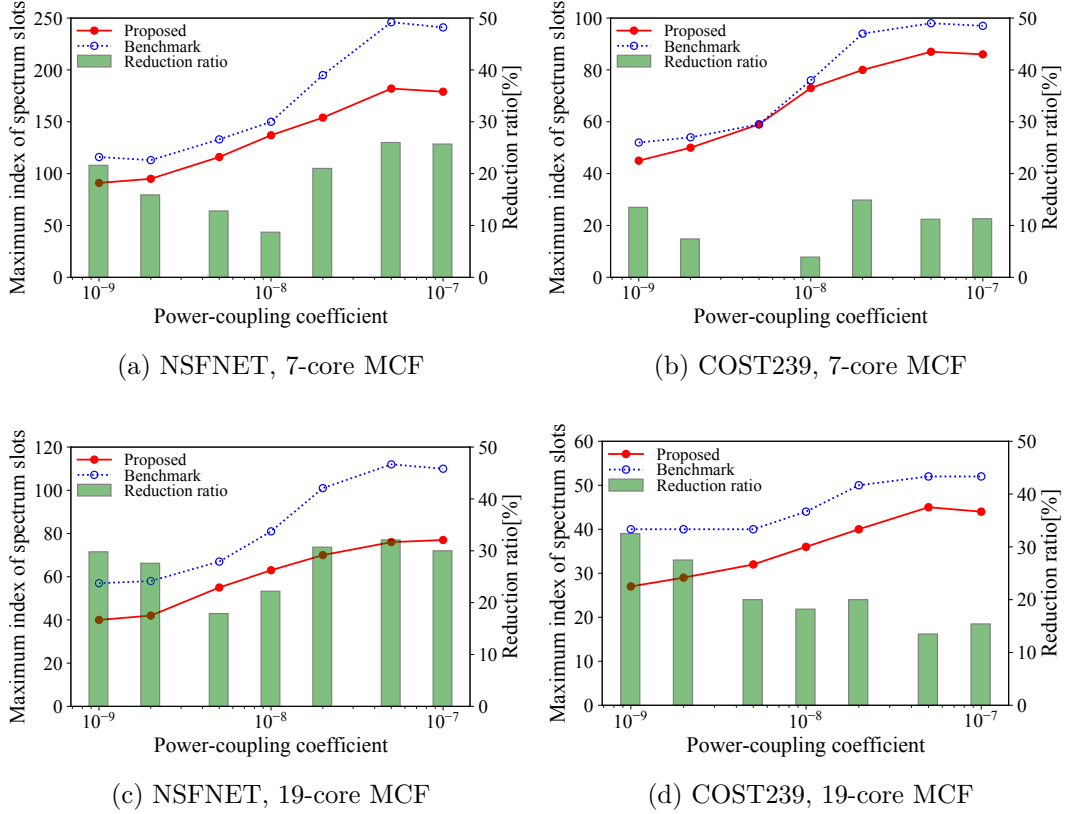 Maximum index of spectrum slots
250
200
150
100
50
0
Proposed
Benchmark
Reduction ratio
50
40
30
20
10
0
Reduction ratio[%]
10⁻⁹ 10⁻⁸ 10⁻⁷
Power-coupling coefficient
(a) NSFNET, 7-core MCF
Maximum index of spectrum slots
100
80
60
40
20
0
Proposed
Benchmark
Reduction ratio
50
40
30
20
10
0
Reduction ratio[%]
10⁻⁹ 10⁻⁸ 10⁻⁷
Power-coupling coefficient
(b) COST239, 7-core MCF
Maximum index of spectrum slots
120
100
80
60
40
20
0
Proposed
Benchmark
Reduction ratio
50
40
30
20
10
0
Reduction ratio[%]
10⁻⁹ 10⁻⁸ 10⁻⁷
Power-coupling coefficient
(c) NSFNET, 19-core MCF
Maximum index of spectrum slots
60
50
40
30
20
10
0
Proposed
Benchmark
Reduction ratio
50
40
30
20
10
0
Reduction ratio[%]
10⁻⁹ 10⁻⁸ 10⁻⁷
Power-coupling coefficient
(d) COST239, 19-core MCF